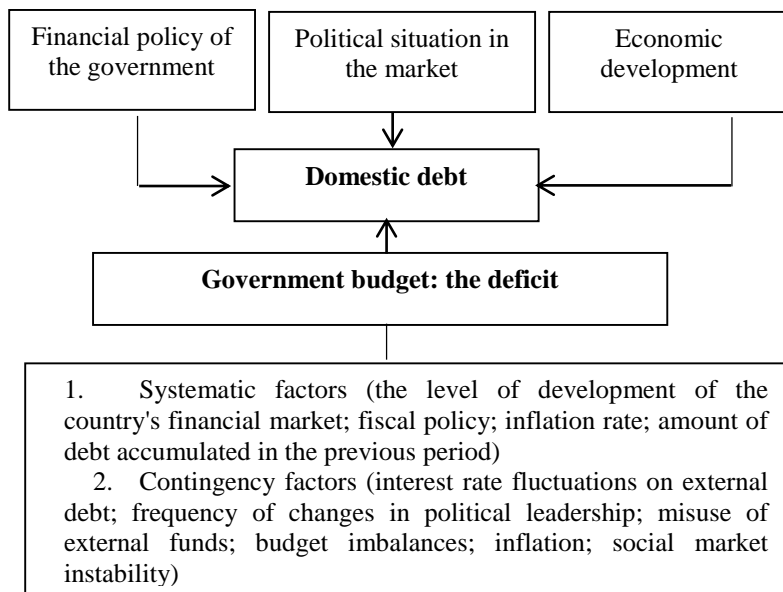 Financial policy of
the government
Political situation in
the market
Economic
development
Domestic debt
Government budget: the deficit
1. Systematic factors (the level of development of the
country's financial market; fiscal policy; inflation rate; amount of
debt accumulated in the previous period)
2. Contingency factors (interest rate fluctuations on external
debt; frequency of changes in political leadership; misuse of
external funds; budget imbalances; inflation; social market
instability)